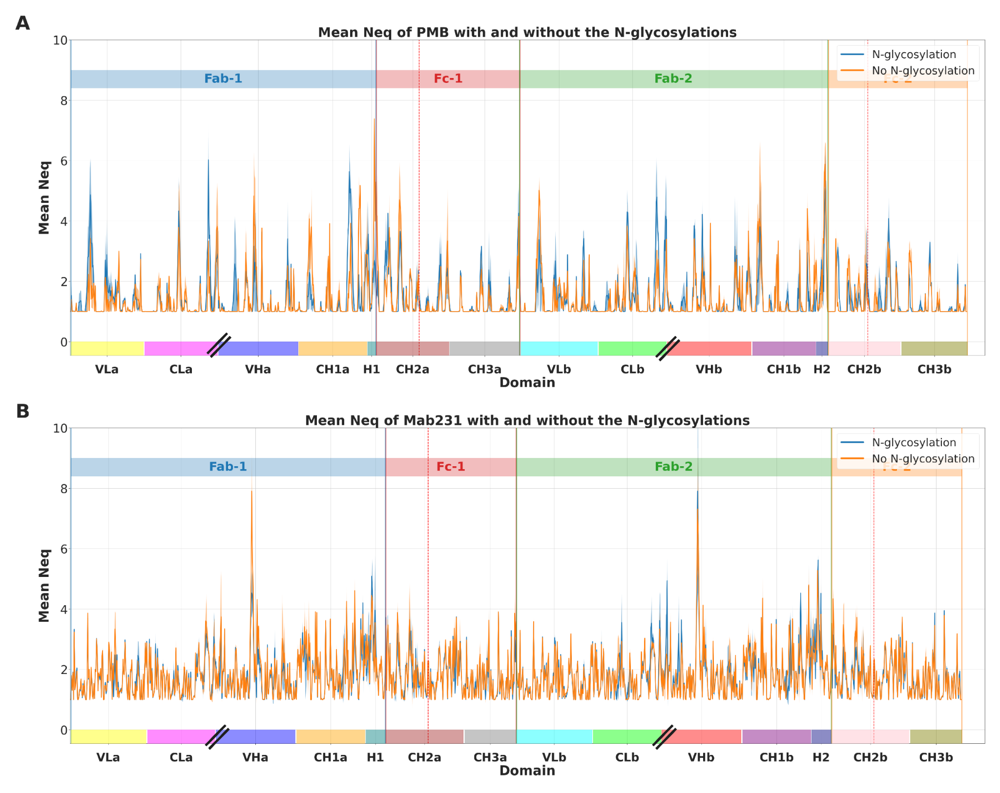 A
Mean Neq of PMB with and without the N-glycosylations
10
8
6
4
2
0
Mean Neq
N-glycosylation
No N-glycosylation
Fab-1
Fc-1
Fab-2
Fc-2
VLa CLa VHa CH1a H1 CH2a CH3a VLb CLb VHb CH1b H2 CH2b CH3b
Domain
B
Mean Neq of Mab231 with and without the N-glycosylations
10
8
6
4
2
0
Mean Neq
N-glycosylation
No N-glycosylation
Fab-1
Fc-1
Fab-2
Fc-2
VLa CLa VHa CH1a H1 CH2a CH3a VLb CLb VHb CH1b H2 CH2b CH3b
Domain